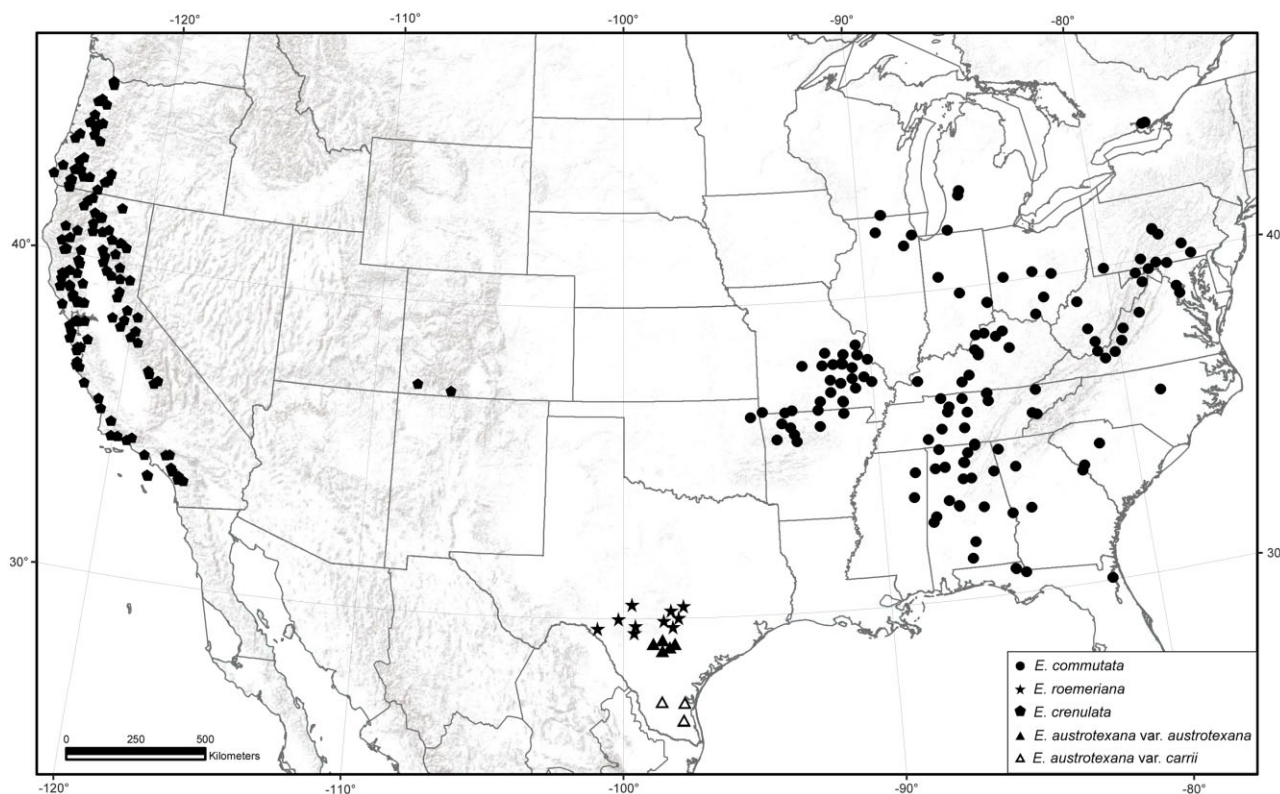 -120° -110° -100° -90° -80°
40° 40°
30° 30°
E. commutata
E. roemeriana
E. crenulata
E. austrotexana var. austrotexana
E. austrotexana var. carrii
0 250 500
Kilometers
-120° -110° -100° -90° -80°